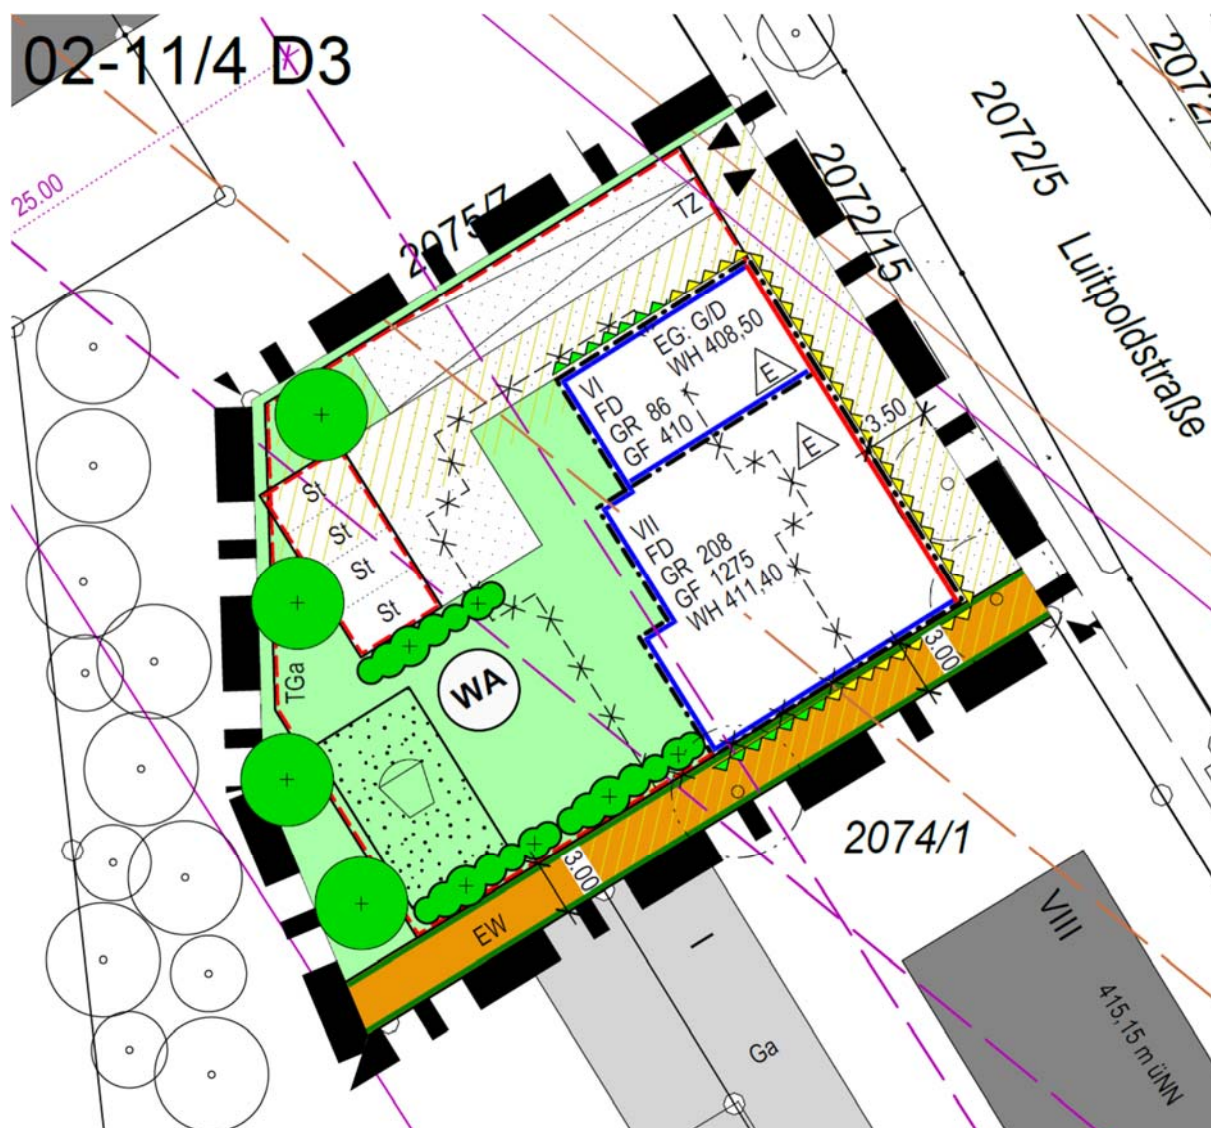 02-11/4 D3
25.00
2075/7
2072/15
2072/5
Luitpoldstraße
TZ
EG: G/D
WH 408,50
VI
FD
GR 86
GF 410
E
E
3.50
VII
FD
GR 208
GF 1275
WH 411,40
St
St
St
St
TGa
WA
3.00
3.00
EW
2074/1
VIII
415,15 m üNN
I
Ga